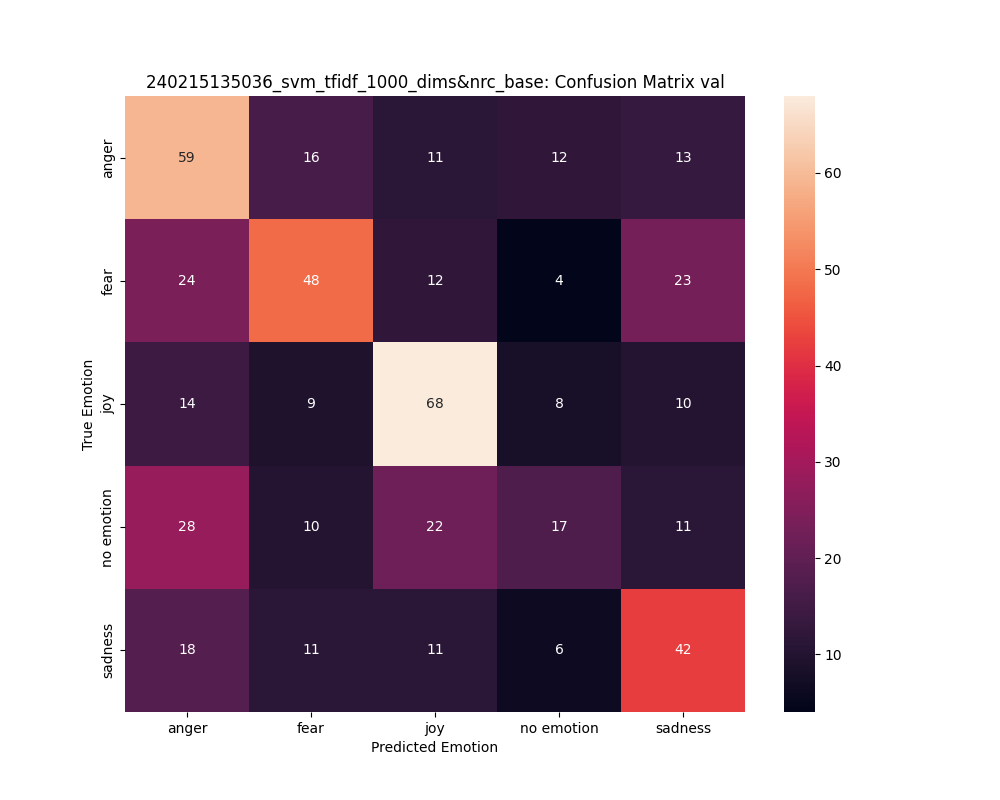 240215135036_svm_tfidf_1000_dims&nrc_base: Confusion Matrix val
True Emotion
anger 59 16 11 12 13
fear 24 48 12 4 23
joy 14 9 68 8 10
no emotion 28 10 22 17 11
sadness 18 11 11 6 42
anger fear joy no emotion sadness
Predicted Emotion
60
50
40
30
20
10